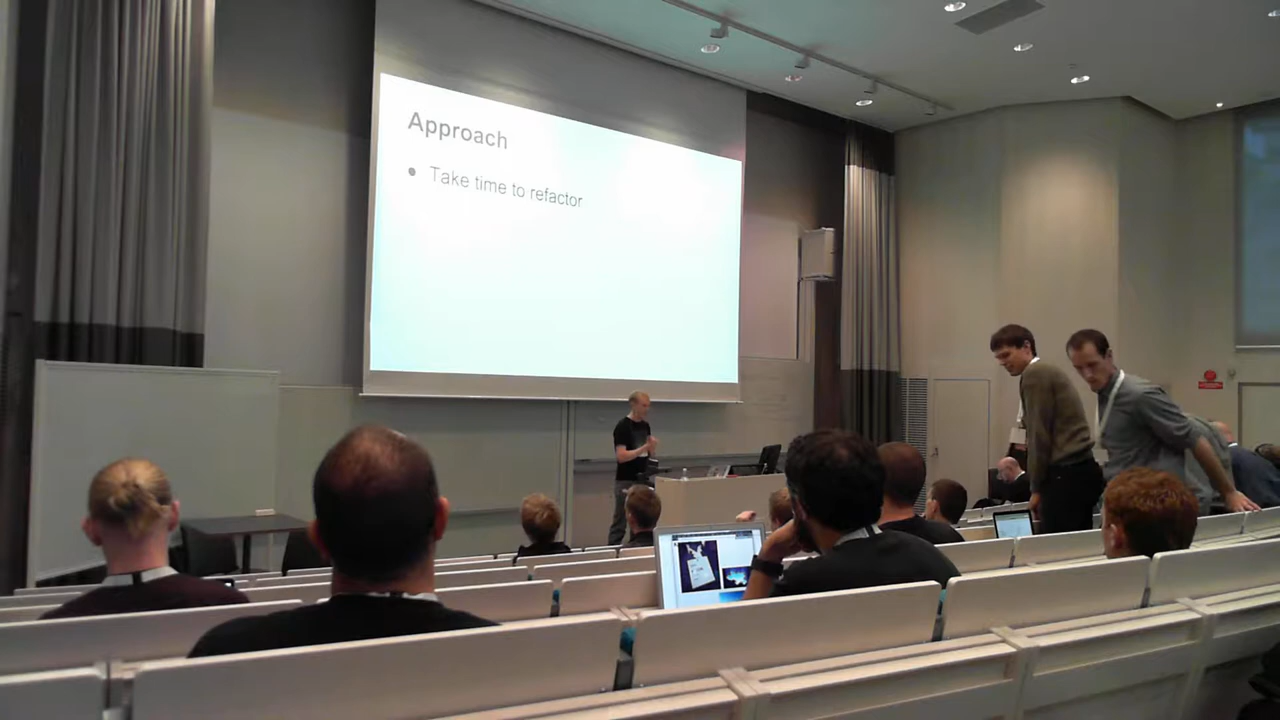 Approach
• Take time to refactor